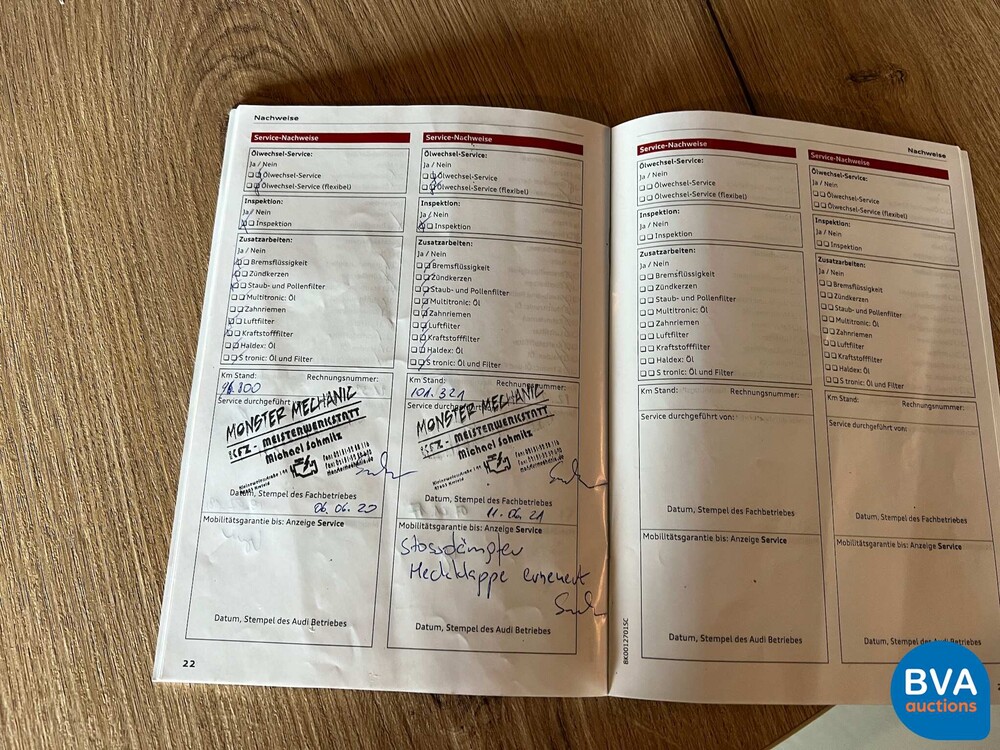 Nachweise
Service-Nachweise
Ölwechsel-Service:
Ja / Nein
Ölwechsel-Service
Ölwechsel-Service (flexibel)
Inspektion:
Ja / Nein
Inspektion
Zusatzarbeiten:
Ja / Nein
Bremsflüssigkeit
Zündkerzen
Staub- und Pollenfilter
Multitronic: Öl
Zahnriemen
Luftfilter
Kraftstofffilter
Haldex: Öl
S tronic: Öl und Filter
Km Stand: Rechnungsnummer:
96.800
Service durchgeführt
MONSTER MECHANIC
KFZ - MEISTERWERKSTATT
Michael Schmitz
Datum, Stempel des Fachbetriebes
06.06.20
Mobilitätsgarantie bis: Anzeige Service
Datum, Stempel des Audi Betriebes
22
Service-Nachweise
Ölwechsel-Service:
Ja / Nein
Ölwechsel-Service
Ölwechsel-Service (flexibel)
Inspektion:
Ja / Nein
Inspektion
Zusatzarbeiten:
Ja / Nein
Bremsflüssigkeit
Zündkerzen
Staub- und Pollenfilter
Multitronic: Öl
Zahnriemen
Luftfilter
Kraftstofffilter
Haldex: Öl
S tronic: Öl und Filter
Km Stand: Rechnungsnummer:
101.321
Service durchgeführt
MONSTER MECHANIC
KFZ - MEISTERWERKSTATT
Michael Schmitz
Datum, Stempel des Fachbetriebes
11.06.21
Mobilitätsgarantie bis: Anzeige Service
Stossdämpfer
Heckklappe erneuert
Datum, Stempel des Audi Betriebes
Service-Nachweise
Ölwechsel-Service:
Ja / Nein
Ölwechsel-Service
Ölwechsel-Service (flexibel)
Inspektion:
Ja / Nein
Inspektion
Zusatzarbeiten:
Ja / Nein
Bremsflüssigkeit
Zündkerzen
Staub- und Pollenfilter
Multitronic: Öl
Zahnriemen
Luftfilter
Kraftstofffilter
Haldex: Öl
S tronic: Öl und Filter
Km Stand: Rechnungsnummer:
Service durchgeführt von:
Datum, Stempel des Fachbetriebes
Mobilitätsgarantie bis: Anzeige Service
Datum, Stempel des Audi Betriebes
BK0012701SC
Nachweise
Service-Nachweise
Ölwechsel-Service:
Ja / Nein
Ölwechsel-Service
Ölwechsel-Service (flexibel)
Inspektion:
Ja / Nein
Inspektion
Zusatzarbeiten:
Ja / Nein
Bremsflüssigkeit
Zündkerzen
Staub- und Pollenfilter
Multitronic: Öl
Zahnriemen
Luftfilter
Kraftstofffilter
Haldex: Öl
S tronic: Öl und Filter
Km Stand: Rechnungsnummer:
Service durchgeführt von:
Datum, Stempel des Fachbetriebes
Mobilitätsgarantie bis: Anzeige Service
Datum, Stempel des Audi Betriebes
BVA
auctions